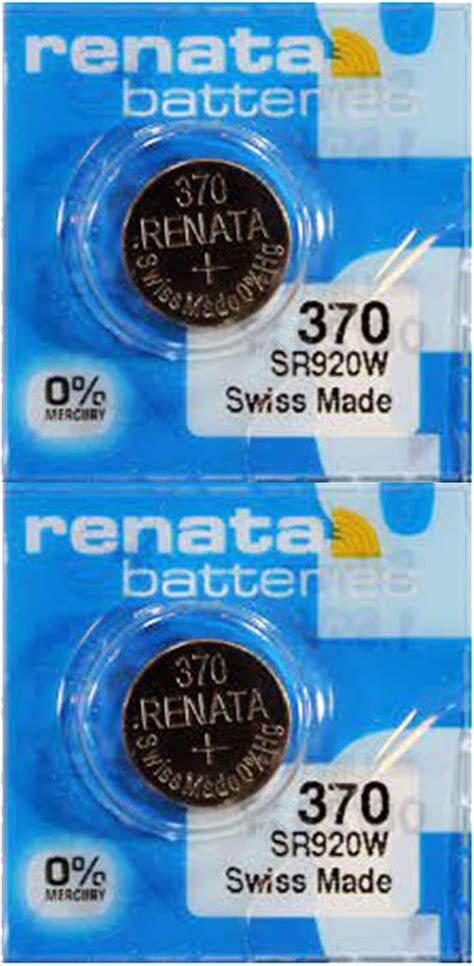 renata
batteries
370
RENATA
+
Swiss Made 0% Hg
370
SR920W
Swiss Made
0%
MERCURY
renata
batteries
370
RENATA
+
Swiss Made 0% Hg
370
SR920W
Swiss Made
0%
MERCURY